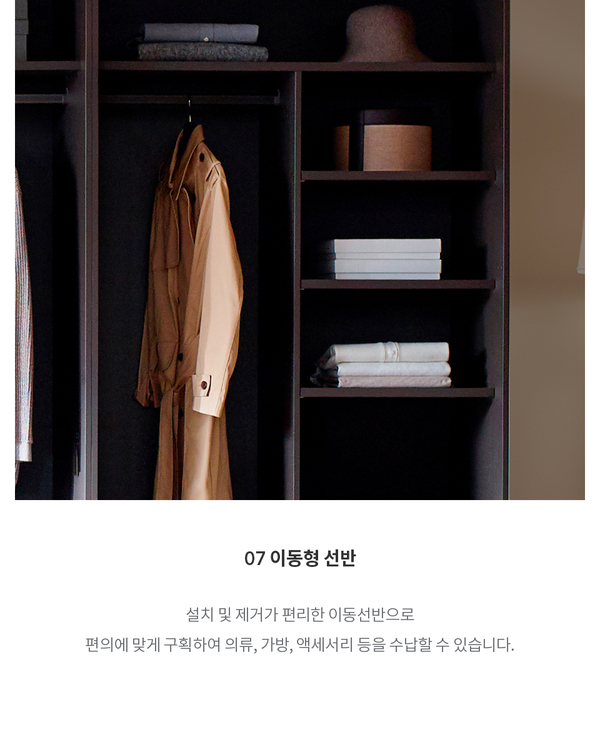 07 이동형 선반
설치 및 제거가 편리한 이동선반으로
편의에 맞게 구획하여 의류, 가방, 액세서리 등을 수납할 수 있습니다.